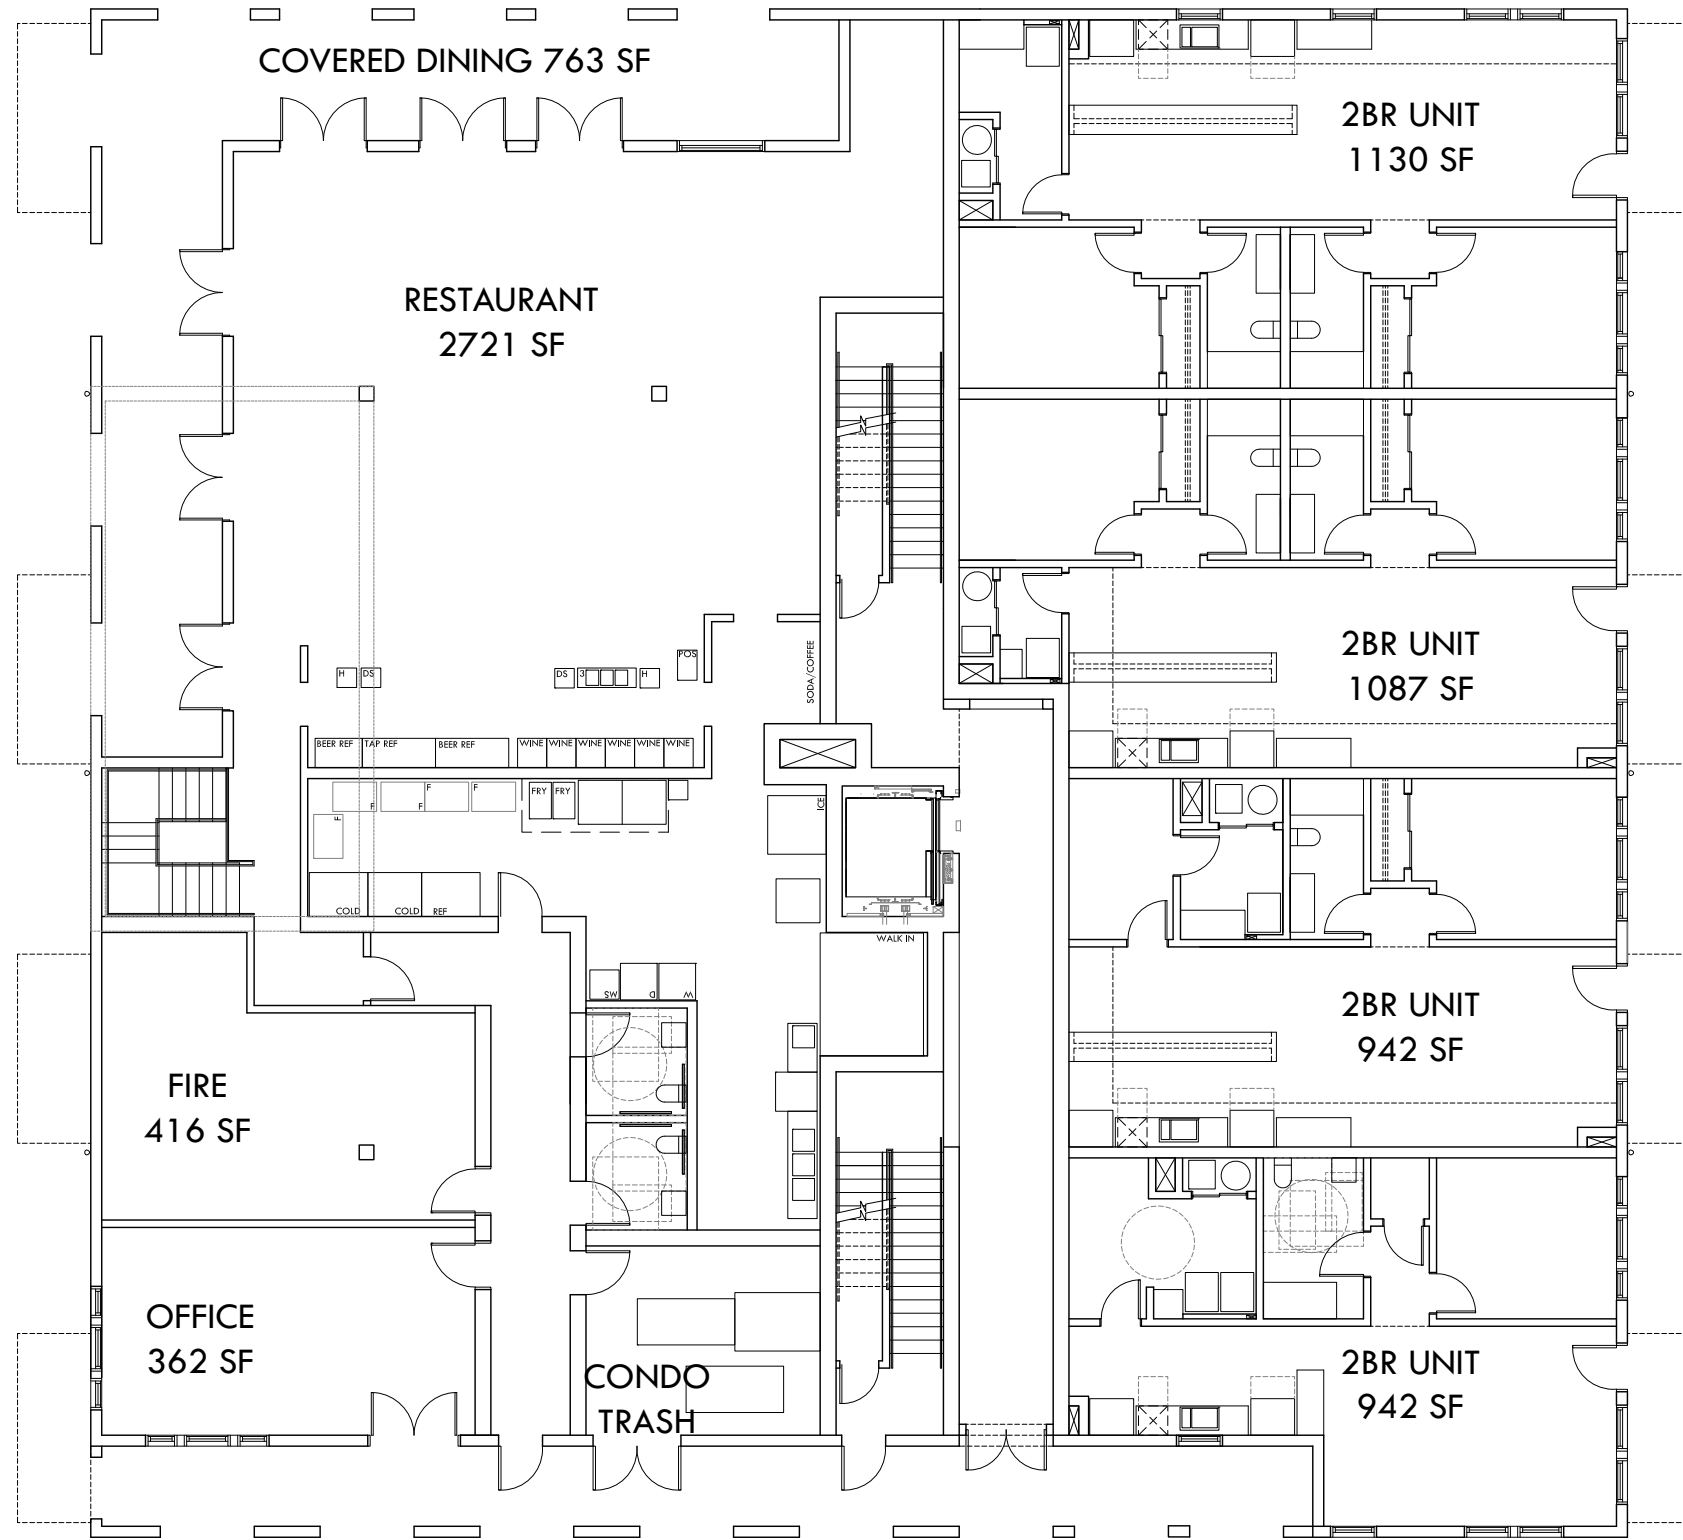 COVERED DINING 763 SF
2BR UNIT
1130 SF
RESTAURANT
2721 SF
2BR UNIT
1087 SF
SODA/COFFEE
POS
H
DS
DS
3
H
BEER REF
TAP REF
BEER REF
WINE
WINE
WINE
WINE
WINE
WINE
F
F
F
F
F
FRY
FRY
ICE
COLD
COLD
REF
WALK IN
MS
D
W
2BR UNIT
942 SF
FIRE
416 SF
OFFICE
362 SF
CONDO
TRASH
2BR UNIT
942 SF